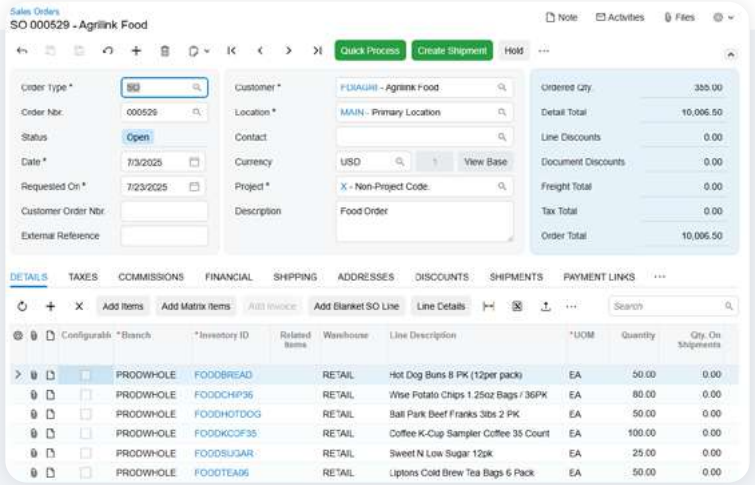 Sales Orders
SO 000529 - Agrilink Food
Note Activities Files
Quick Process Create Shipment Hold
Order Type * SO
Order Nbr. 000529
Status Open
Date * 7/3/2025
Requested On * 7/23/2025
Customer Order Nbr.
External Reference
Customer * FDIAGRI - Agrilink Food
Location * MAIN - Primary Location
Contact
Currency USD 1 View Base
Project * X - Non-Project Code.
Description Food Order
Ordered Qty. 355.00
Detail Total 10,006.50
Line Discounts 0.00
Document Discounts 0.00
Freight Total 0.00
Tax Total 0.00
Order Total 10,006.50
DETAILS TAXES COMMISSIONS FINANCIAL SHIPPING ADDRESSES DISCOUNTS SHIPMENTS PAYMENT LINKS
Add Items Add Matrix Items Add Invoice Add Blanket SO Line Line Details Search
Configurable *Branch *Inventory ID Related Items Warehouse Line Description *UOM Quantity Qty. On Shipments
PRODWHOLE FOODBREAD RETAIL Hot Dog Buns 8 PK (12per pack) EA 50.00 0.00
PRODWHOLE FOODCHIP36 RETAIL Wise Potato Chips 1.25oz Bags / 36PK EA 80.00 0.00
PRODWHOLE FOODHOTDOG RETAIL Ball Park Beef Franks 3lbs 2 PK EA 50.00 0.00
PRODWHOLE FOODKCOF35 RETAIL Coffee K-Cup Sampler Coffee 35 Count EA 100.00 0.00
PRODWHOLE FOODSUGAR RETAIL Sweet N Low Sugar 12pk EA 25.00 0.00
PRODWHOLE FOODTEA06 RETAIL Liptons Cold Brew Tea Bags 6 Pack EA 50.00 0.00